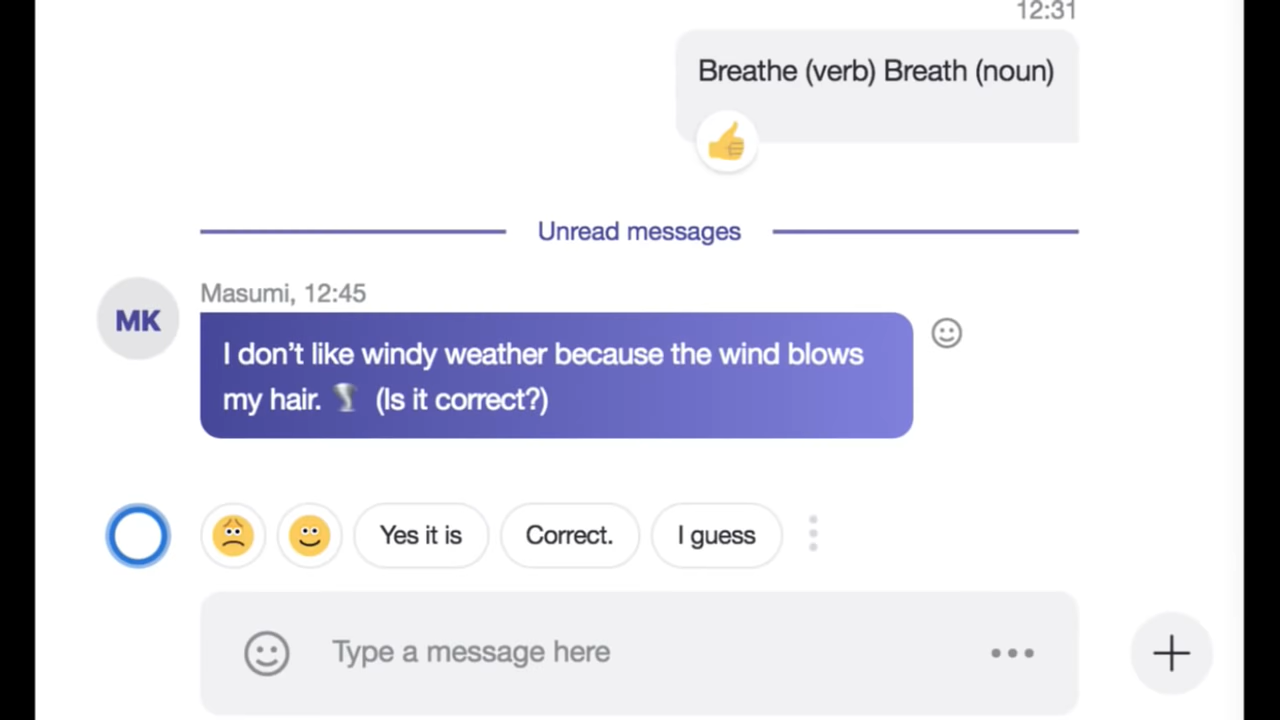 12:31
Breathe (verb) Breath (noun)
Unread messages
MK
Masumi, 12:45
I don’t like windy weather because the wind blows
my hair. 🌪 (Is it correct?)
Yes it is
Correct.
I guess
Type a message here